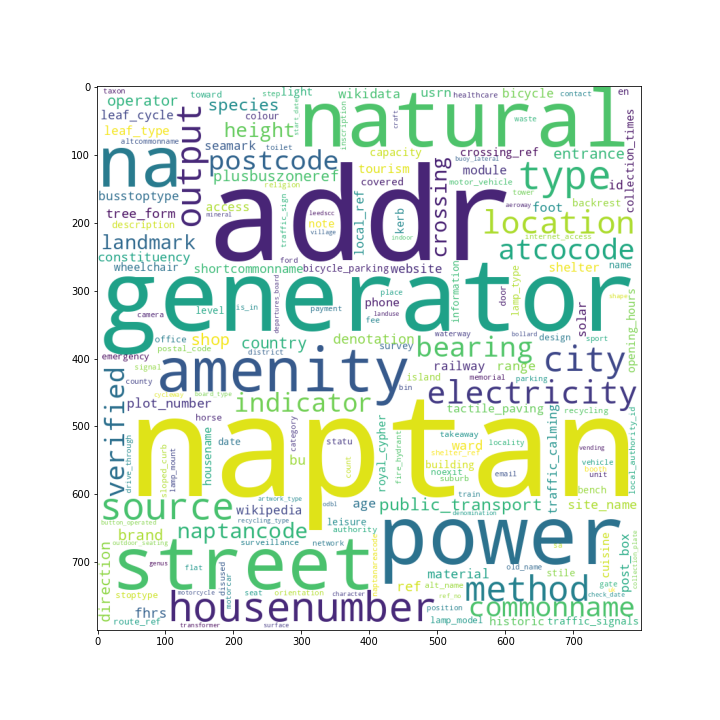 taxon toward step light wikidata usrn healthcare bicycle contact en
0 operator species natural
leaf_cycle colour start_date inscription craft waste
leaf_type output height collection_times
altcommonname seamark toilet buoy_lateral
100 na postcode capacity crossing_ref entrance
plusbuszoneref tourism crossing module type id
busstoptype religion covered motor_vehicle tower
tree_form access mineral addr aerobusway foot backrest
description traffic_sign leedscc note local_ref kerb location
200 landmark village indoor internet_access atcocode
constituency ford
wheelchair shortcommonname bicycle_parking website information lamp_type shelter name
300 generator departures_board place phone door solar shape
camera level is_in payment landuse fee waterway bollard design sport opening_hours
office shop country denotation survey bearing
postal_code district railway range city
400 emergency signal amenity island memorial parking
county bin electricity
cycleway board_type
verified plot_number indicator tactile_paving recycling
horse
500 naptan
drive_through sloped_curb lamp_mount housename date category statu count royal_cypher fire_hydrant takeaway ward locality traffic_calming vending local_authority_id
bu shelter_ref building noexit suburb email vehicle unit bench
600 source artwork_type odbl age train public_transport site_name
button_operated wikipedia recycling_type leisure denomination
brand naptancode authority power
outdoor_seating surveillance network old_name cuisine post_box collection_plate
700 direction genus street flat disused motorcar material stile
stoptype motorcycle seat orientation character ref alt_name method gate
housenumber ref_no check_date
fhrs position commonname
route_ref transformer surface lamp_model historic traffic_signals
0 100 200 300 400 500 600 700